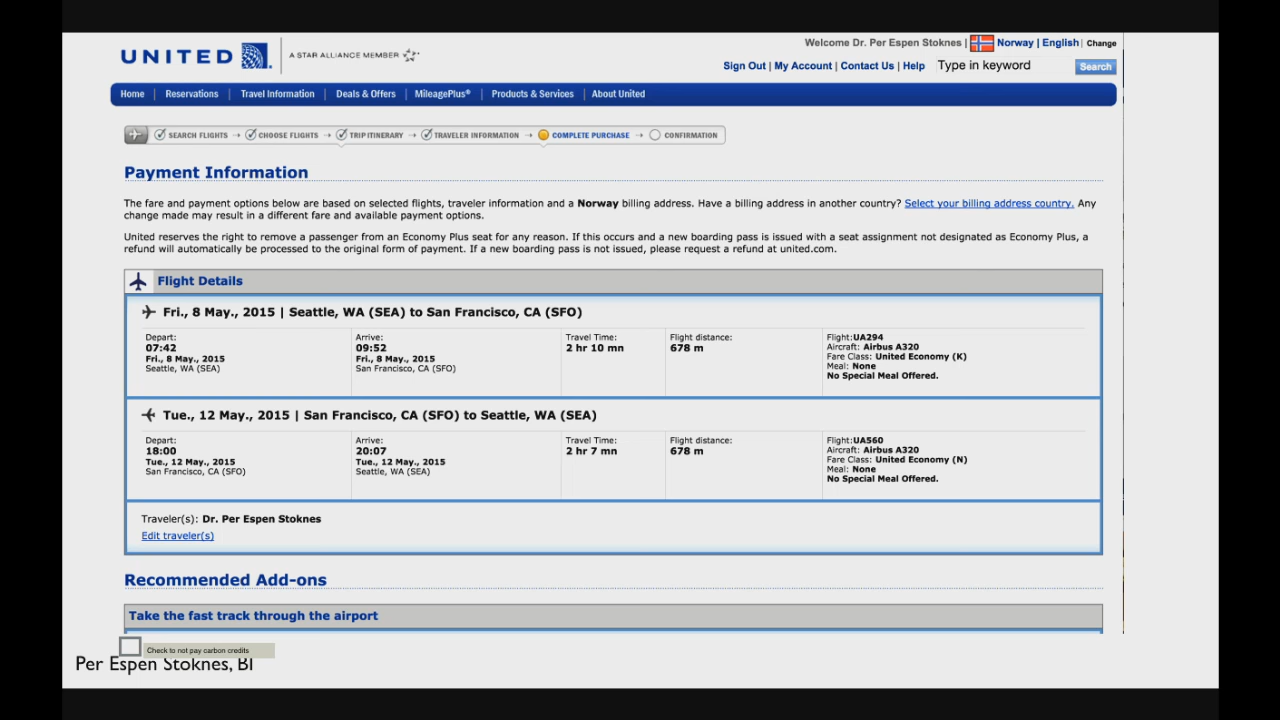 UNITED
A STAR ALLIANCE MEMBER
Welcome Dr. Per Espen Stoknes | Norway | English | Change
Sign Out | My Account | Contact Us | Help Type in keyword Search
Home | Reservations | Travel Information | Deals & Offers | MileagePlus® | Products & Services | About United
SEARCH FLIGHTS → CHOOSE FLIGHTS → TRIP ITINERARY → TRAVELER INFORMATION → COMPLETE PURCHASE → CONFIRMATION
Payment Information
The fare and payment options below are based on selected flights, traveler information and a Norway billing address. Have a billing address in another country? Select your billing address country. Any
change made may result in a different fare and available payment options.
United reserves the right to remove a passenger from an Economy Plus seat for any reason. If this occurs and a new boarding pass is issued with a seat assignment not designated as Economy Plus, a
refund will automatically be processed to the original form of payment. If a new boarding pass is not issued, please request a refund at united.com.
Flight Details
Fri., 8 May., 2015 | Seattle, WA (SEA) to San Francisco, CA (SFO)
Depart:
07:42
Fri., 8 May., 2015
Seattle, WA (SEA)
Arrive:
09:52
Fri., 8 May., 2015
San Francisco, CA (SFO)
Travel Time:
2 hr 10 mn
Flight distance:
678 m
Flight:UA294
Aircraft: Airbus A320
Fare Class: United Economy (K)
Meal: None
No Special Meal Offered.
Tue., 12 May., 2015 | San Francisco, CA (SFO) to Seattle, WA (SEA)
Depart:
18:00
Tue., 12 May., 2015
San Francisco, CA (SFO)
Arrive:
20:07
Tue., 12 May., 2015
Seattle, WA (SEA)
Travel Time:
2 hr 7 mn
Flight distance:
678 m
Flight:UA560
Aircraft: Airbus A320
Fare Class: United Economy (N)
Meal: None
No Special Meal Offered.
Traveler(s): Dr. Per Espen Stoknes
Edit traveler(s)
Recommended Add-ons
Take the fast track through the airport
Check to not pay carbon credits
Per Espen Stoknes, BI